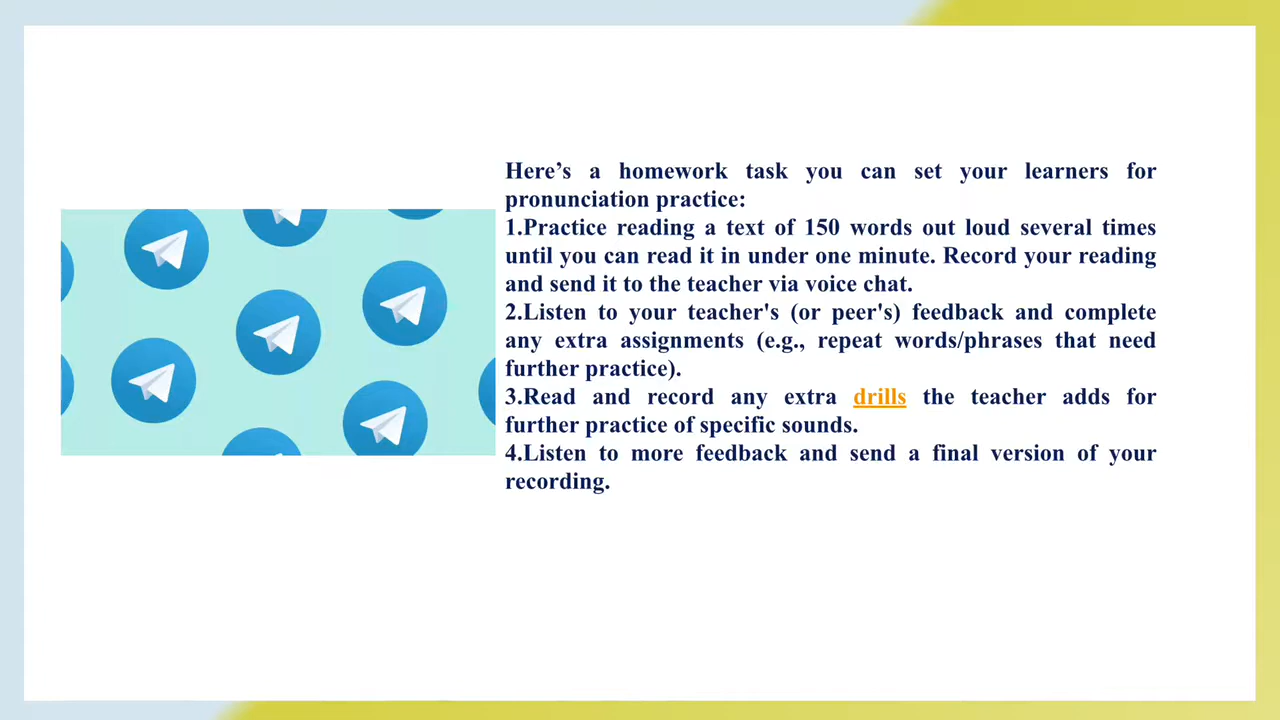 Here’s a homework task you can set your learners for
pronunciation practice:
1.Practice reading a text of 150 words out loud several times
until you can read it in under one minute. Record your reading
and send it to the teacher via voice chat.
2.Listen to your teacher's (or peer's) feedback and complete
any extra assignments (e.g., repeat words/phrases that need
further practice).
3.Read and record any extra drills the teacher adds for
further practice of specific sounds.
4.Listen to more feedback and send a final version of your
recording.